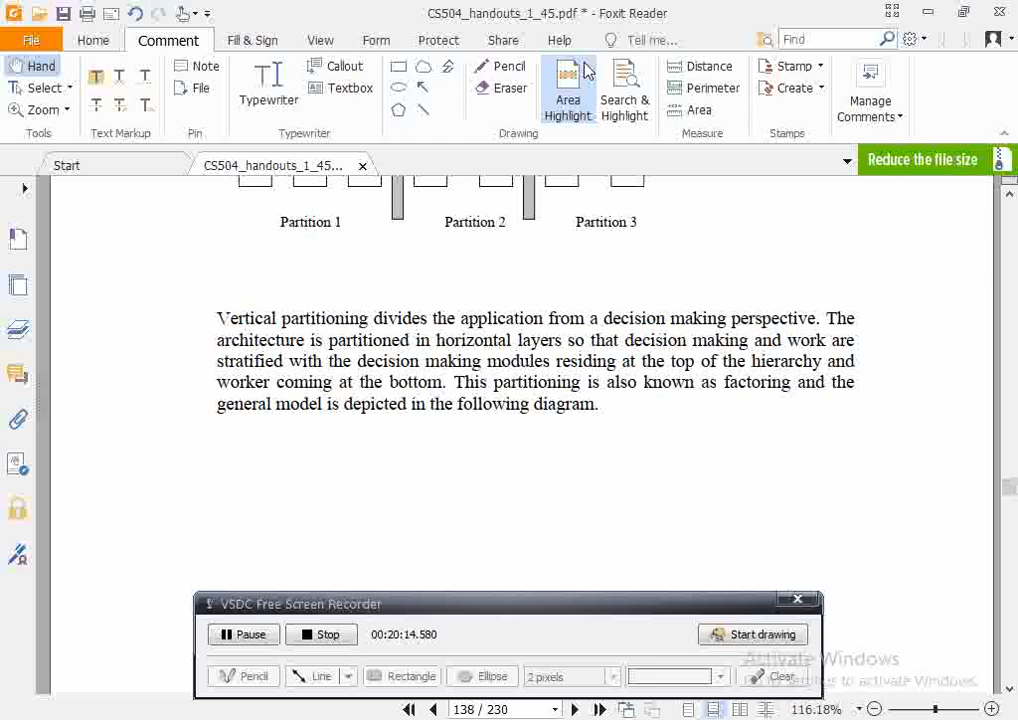 CS504_handouts_1_45.pdf * - Foxit Reader
File Home Comment Fill & Sign View Form Protect Share Help Tell me... Find
Hand Note Callout Pencil Distance Stamp
Select File Textbox Eraser Perimeter Create
Zoom Typewriter Area Highlight Search & Highlight Area Manage Comments
Tools Text Markup Pin Typewriter Drawing Measure Stamps
Start CS504_handouts_1_45... Reduce the file size
Partition 1 Partition 2 Partition 3
Vertical partitioning divides the application from a decision making perspective. The
architecture is partitioned in horizontal layers so that decision making and work are
stratified with the decision making modules residing at the top of the hierarchy and
worker coming at the bottom. This partitioning is also known as factoring and the
general model is depicted in the following diagram.
VSDC Free Screen Recorder
Pause Stop 00:20:14.580 Start drawing
Activate Windows
Pencil Line Rectangle Ellipse 2 pixels Clear
to activate Windows.
138 / 230 116.18%